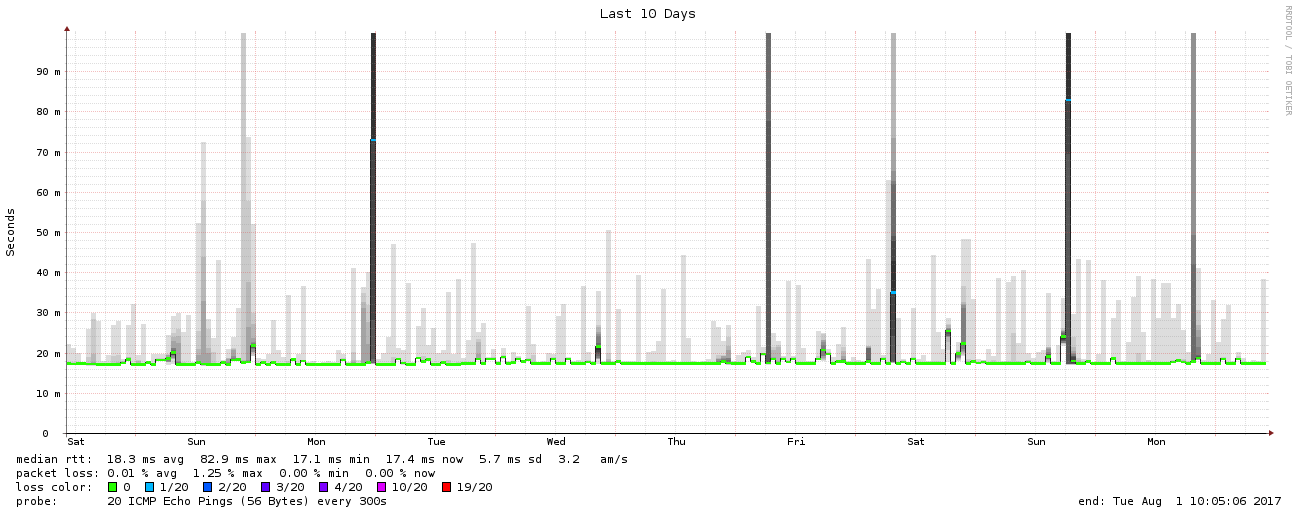 Last 10 Days
RRDTOOL / TOBI OETIKER
Seconds
90 m
80 m
70 m
60 m
50 m
40 m
30 m
20 m
10 m
0
Sat Sun Mon Tue Wed Thu Fri Sat Sun Mon
median rtt: 18.3 ms avg 82.9 ms max 17.1 ms min 17.4 ms now 5.7 ms sd 3.2 am/s
packet loss: 0.01 % avg 1.25 % max 0.00 % min 0.00 % now
loss color: 0 1/20 2/20 3/20 4/20 10/20 19/20
probe: 20 ICMP Echo Pings (56 Bytes) every 300s end: Tue Aug 1 10:05:06 2017